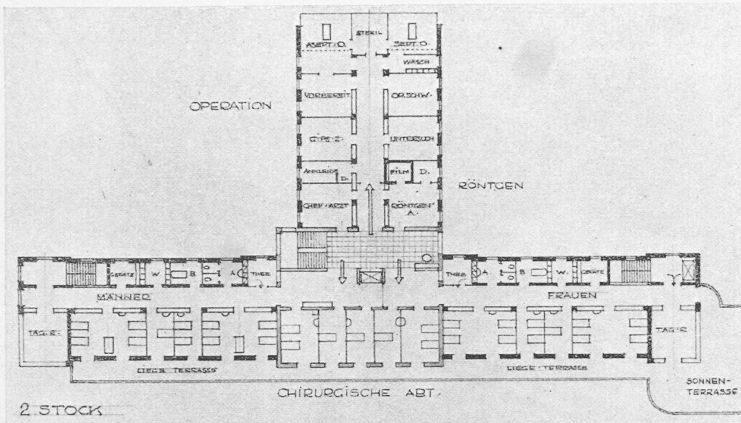 ASEPT. O.
STERIL
SEPT. O.
WÄSCH
OPERATION
VORBEREIT
OP. SCHW.
GIPS-Z.
UNTERSUCH
D.
FILM
D.
RÖNTGEN
CHEF-ARZT
RÖNTGEN-
A.
GERÄTE
W.
B.
A.
THEE
THEE
A.
B.
W.
GERÄTE
MÄNNER
FRAUEN
TAG. R.
TAG. R.
LIEGE-TERRASSE
LIEGE-TERRASSE
CHIRURGISCHE ABT.
SONNEN-
TERRASSE
2. STOCK